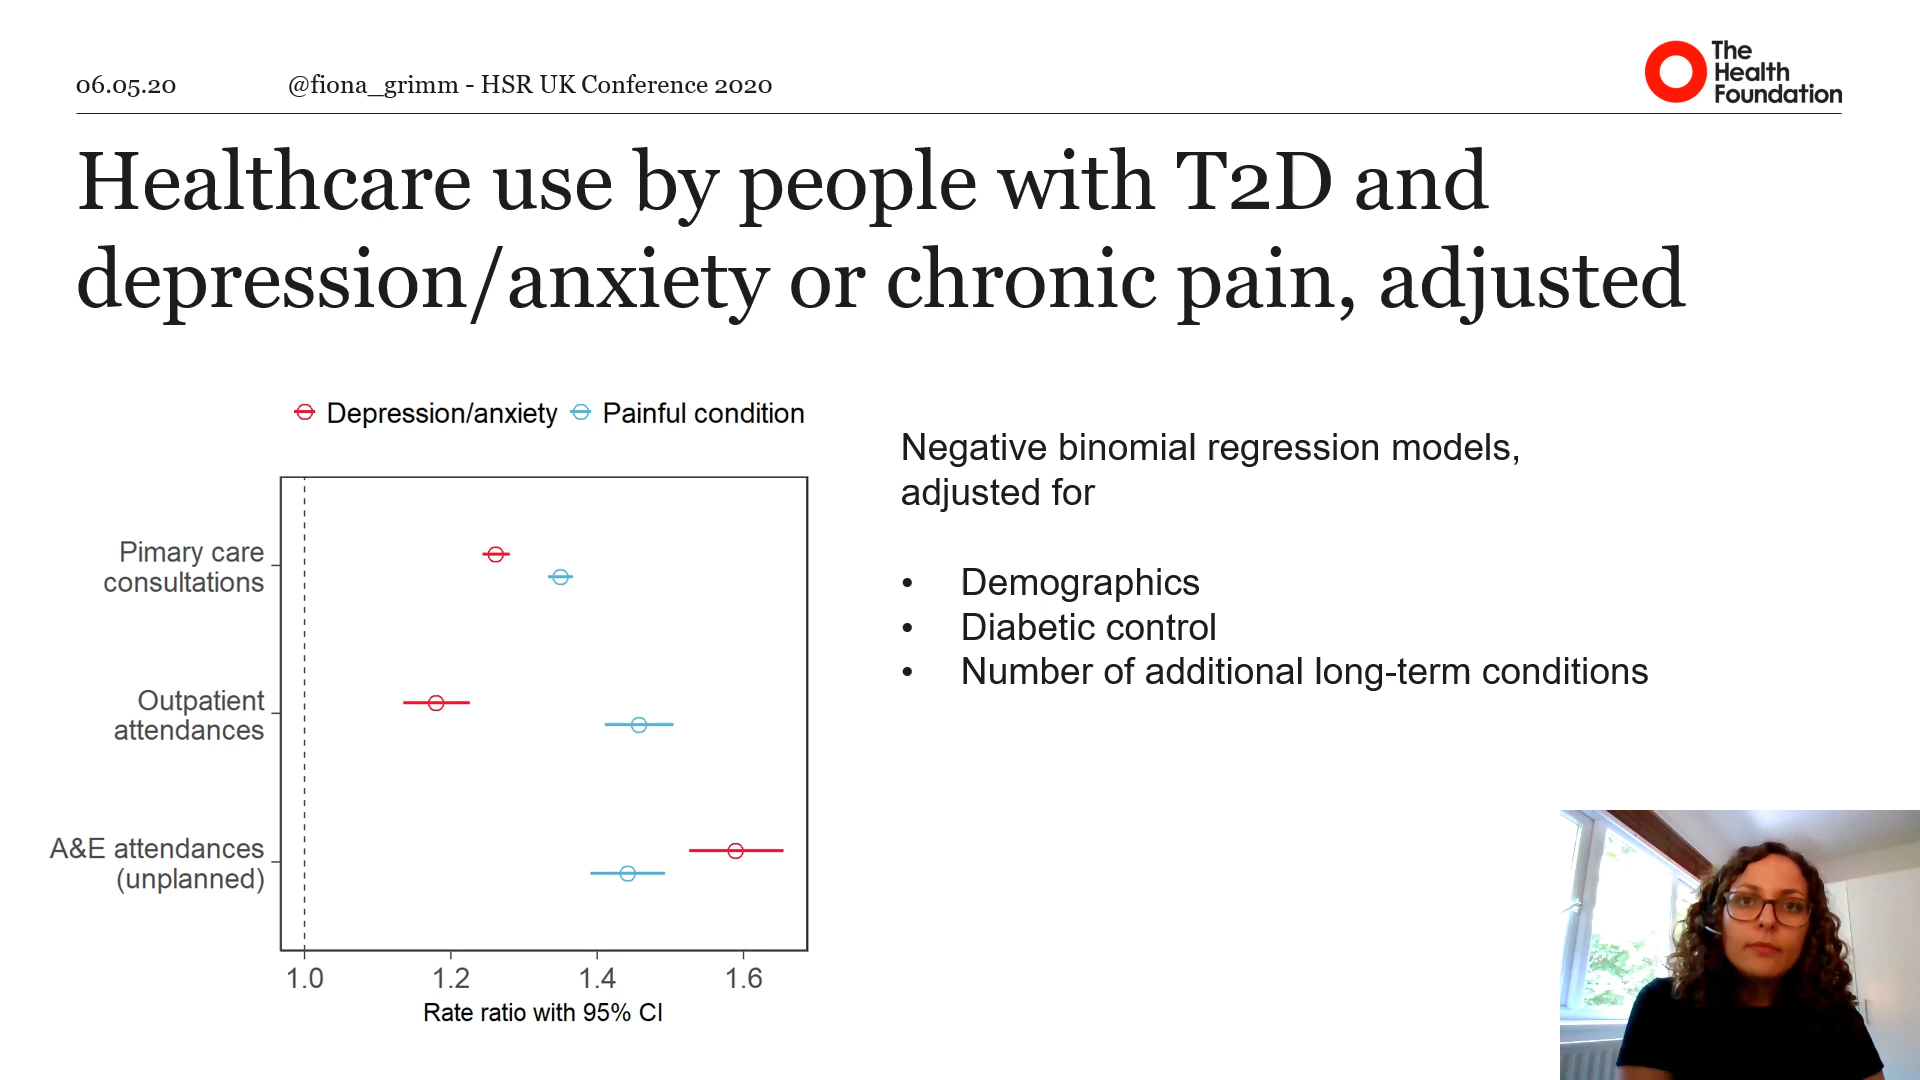 06.05.20
@fiona_grimm - HSR UK Conference 2020
The
Health
Foundation
Healthcare use by people with T2D and
depression/anxiety or chronic pain, adjusted
Depression/anxiety
Painful condition
Pimary care
consultations
Outpatient
attendances
A&E attendances
(unplanned)
1.0
1.2
1.4
1.6
Rate ratio with 95% CI
Negative binomial regression models,
adjusted for
• Demographics
• Diabetic control
• Number of additional long-term conditions